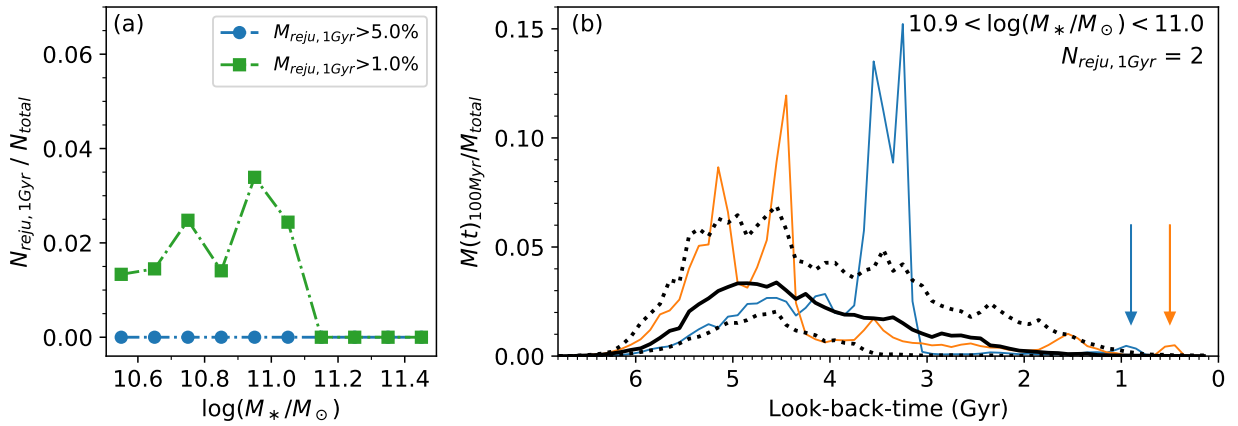 (a)
M_reju, 1Gyr>5.0%
M_reju, 1Gyr>1.0%
N_reju, 1Gyr / N_total
0.06
0.04
0.02
0.00
10.6 10.8 11.0 11.2 11.4
log(M_*/M_⊙)
(b)
10.9 < log(M_*/M_⊙) < 11.0
N_reju, 1Gyr = 2
M(t)_100Myr/M_total
0.15
0.10
0.05
0.00
6 5 4 3 2 1 0
Look-back-time (Gyr)